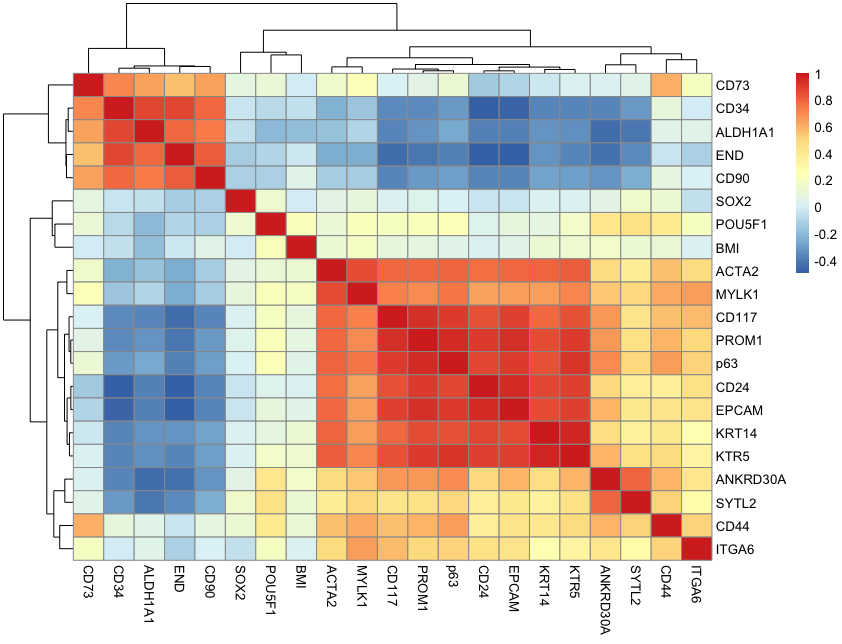 CD73
CD34
ALDH1A1
END
CD90
SOX2
POU5F1
BMI
ACTA2
MYLK1
CD117
PROM1
p63
CD24
EPCAM
KRT14
KTR5
ANKRD30A
SYTL2
CD44
ITGA6
1
0.8
0.6
0.4
0.2
0
-0.2
-0.4
CD73
CD34
ALDH1A1
END
CD90
SOX2
POU5F1
BMI
ACTA2
MYLK1
CD117
PROM1
p63
CD24
EPCAM
KRT14
KTR5
ANKRD30A
SYTL2
CD44
ITGA6